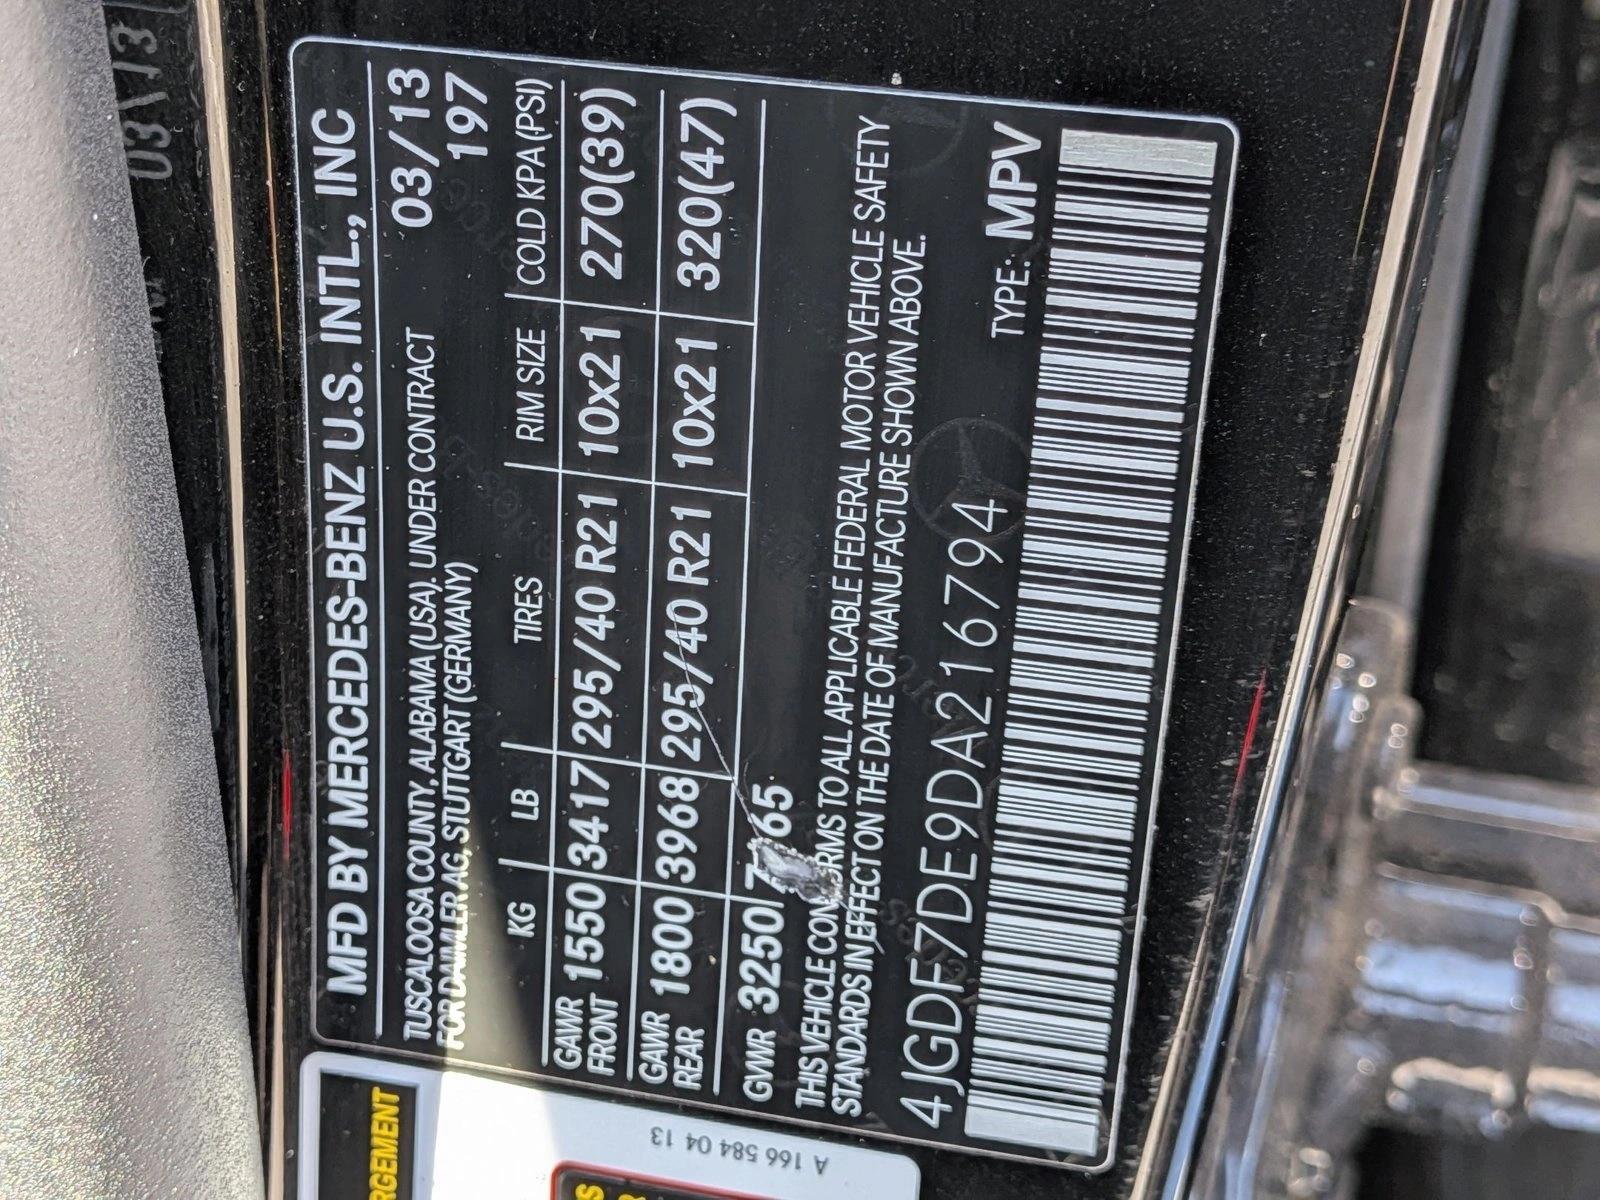 MFD BY MERCEDES-BENZ U.S. INTL., INC
TUSCALOOSA COUNTY, ALABAMA (USA), UNDER CONTRACT 03/13
FOR DAIMLER AG, STUTTGART (GERMANY) 197
KG LB TIRES RIM SIZE COLD KPA (PSI)
GAWR FRONT 1550 3417 295/40 R21 10x21 270(39)
GAWR REAR 1800 3968 295/40 R21 10x21 320(47)
GVWR 3250 7165
THIS VEHICLE CONFORMS TO ALL APPLICABLE FEDERAL MOTOR VEHICLE SAFETY
STANDARDS IN EFFECT ON THE DATE OF MANUFACTURE SHOWN ABOVE.
4JGDF7DE9DA216794 TYPE: MPV
A 166 584 04 13
RGEMENT
03\13